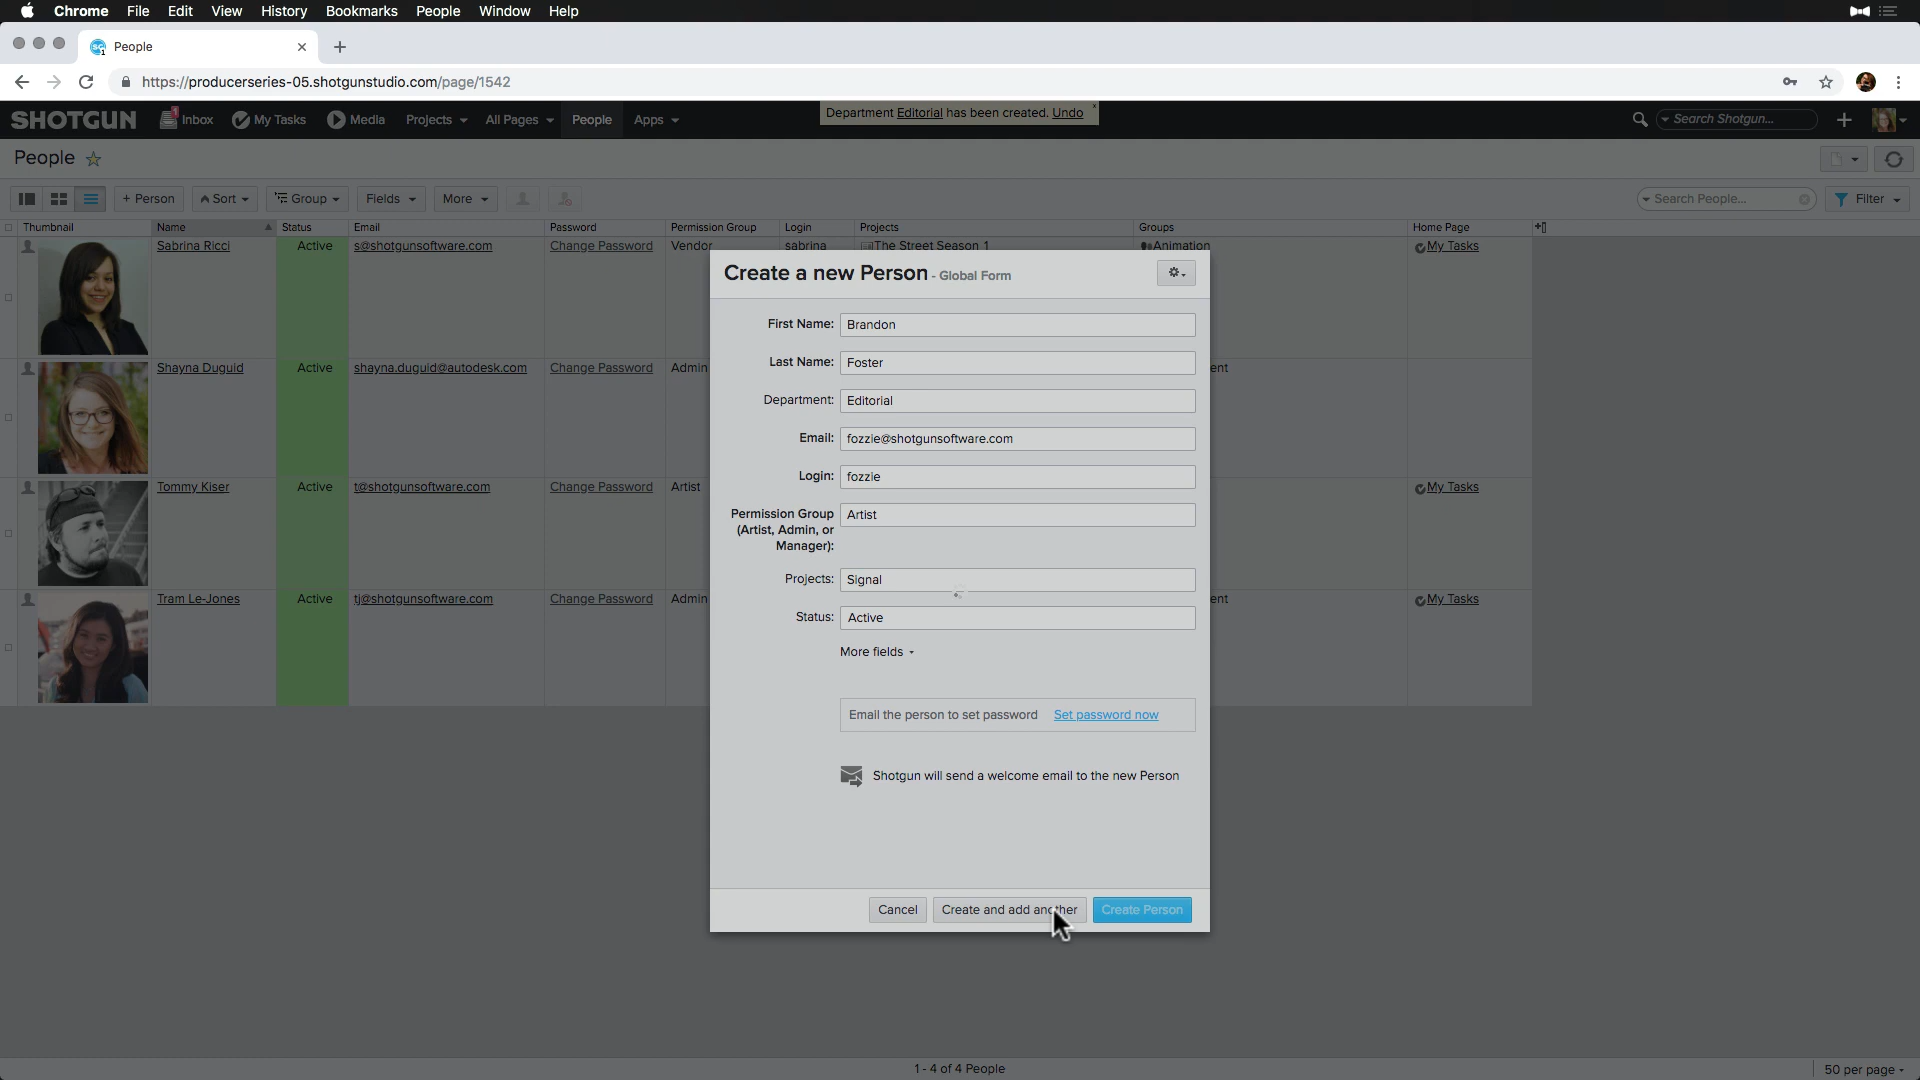 Chrome File Edit View History Bookmarks People Window Help
People
https://producerseries-05.shotgunstudio.com/page/1542
SHOTGUN 1 Inbox My Tasks Media Projects All Pages People Apps Department Editorial has been created. Undo x Search Shotgun...
People
+ Person Sort Group Fields More Search People... Filter
Thumbnail Name Status Email Password Permission Group Login Projects Groups Home Page
Sabrina Ricci Active s@shotgunsoftware.com Change Password Vendor sabrina The Street Season 1 Animation My Tasks
Create a new Person - Global Form
First Name: Brandon
Last Name: Foster
Shayna Duguid Active shayna.duguid@autodesk.com Change Password Admin ent
Department: Editorial
Email: fozzie@shotgunsoftware.com
Login: fozzie
Tommy Kiser Active t@shotgunsoftware.com Change Password Artist My Tasks
Permission Group Artist
(Artist, Admin, or
Manager):
Projects: Signal
Tram Le-Jones Active tj@shotgunsoftware.com Change Password Admin ent My Tasks
Status: Active
More fields
Email the person to set password Set password now
Shotgun will send a welcome email to the new Person
Cancel Create and add another Create Person
1 - 4 of 4 People
50 per page